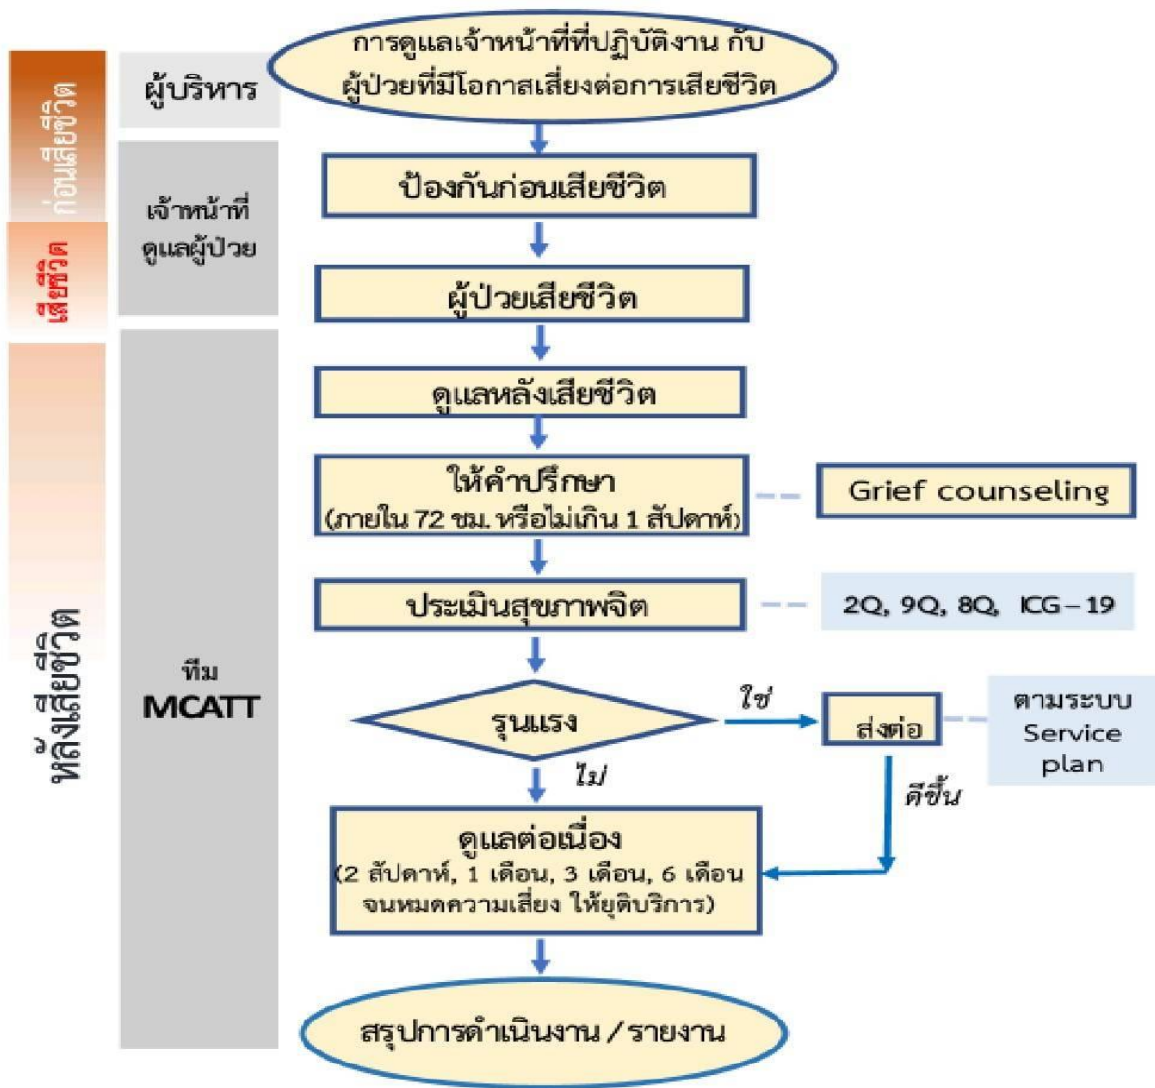 การดูแลเจ้าหน้าที่ที่ปฏิบัติงาน กับ
ผู้ป่วยที่มีโอกาสเสี่ยงต่อการเสียชีวิต
ก่อนเสียชีวิต
ผู้บริหาร
ป้องกันก่อนเสียชีวิต
เจ้าหน้าที่
ดูแลผู้ป่วย
เสียชีวิต
ผู้ป่วยเสียชีวิต
ดูแลหลังเสียชีวิต
ให้คำปรึกษา
(ภายใน 72 ชม. หรือไม่เกิน 1 สัปดาห์)
Grief counseling
ประเมินสุขภาพจิต
2Q, 9Q, 8Q, ICG – 19
หลังเสียชีวิต
ทีม
MCATT
รุนแรง
ใช่
ส่งต่อ
ตามระบบ
Service
plan
ไม่
ดีขึ้น
ดูแลต่อเนื่อง
(2 สัปดาห์, 1 เดือน, 3 เดือน, 6 เดือน
จนหมดความเสี่ยง ให้ยุติบริการ)
สรุปการดำเนินงาน / รายงาน